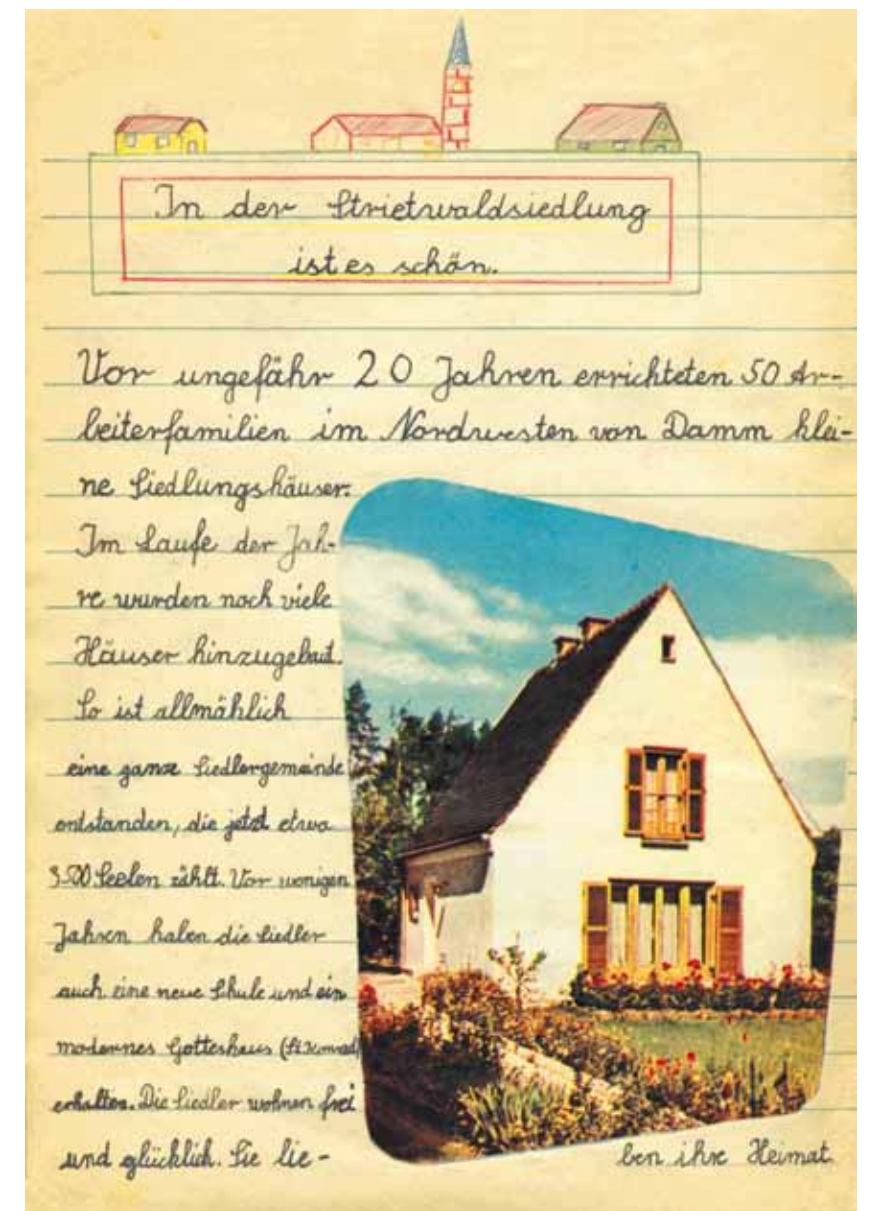 In der Strietwaldsiedlung
ist es schön.
Vor ungefähr 20 Jahren errichteten 50 Ar-
beiterfamilien im Nordwesten von Damm klei-
ne Siedlungshäuser.
Im Laufe der Jah-
re wurden noch viele
Häuser hinzugebaut.
So ist allmählich
eine ganze Siedlergemeinde
entstanden, die jetzt etwa
Seelen zählt. Vor wenigen
Jahren haben die Siedler
auch eine neue Schule und ein
modernes Gotteshaus (St. Konrad)
erhalten. Die Siedler wohnen frei
und glücklich. Sie lie- ben ihre Heimat.